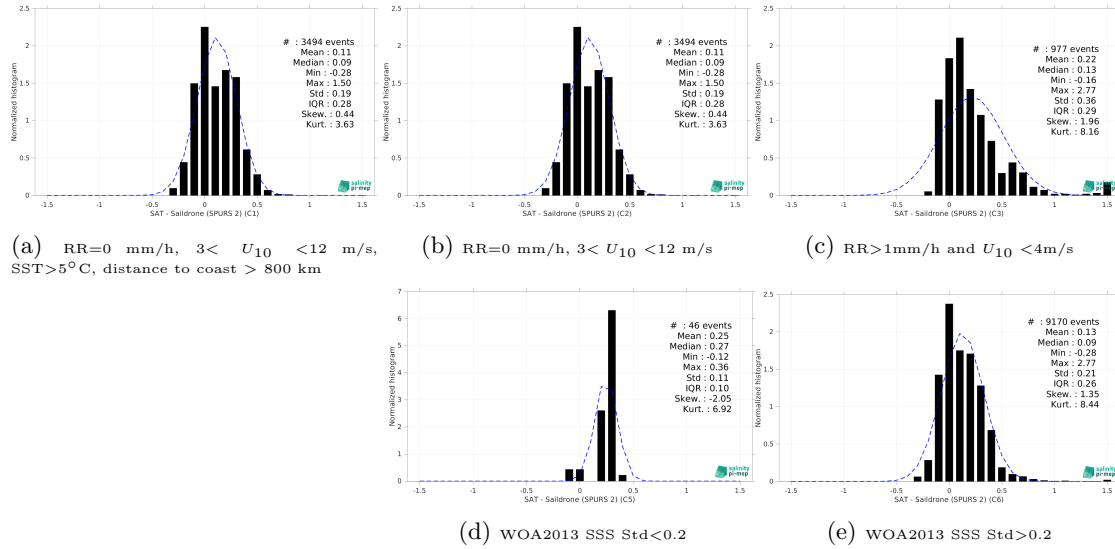 2.5
2
1.5
1
0.5
0
Normalized histogram
# : 3494 events
Mean : 0.11
Median : 0.09
Min : -0.28
Max : 1.50
Std : 0.19
IQR : 0.28
Skew. : 0.44
Kurt. : 3.63
salinity
pi-mep
-1.5 -1 -0.5 0 0.5 1 1.5
SAT - Saildrone (SPURS 2) (C1)
(a) RR=0 mm/h, 3< U10 <12 m/s,
SST>5°C, distance to coast > 800 km
2.5
2
1.5
1
0.5
0
Normalized histogram
# : 3494 events
Mean : 0.11
Median : 0.09
Min : -0.28
Max : 1.50
Std : 0.19
IQR : 0.28
Skew. : 0.44
Kurt. : 3.63
salinity
pi-mep
-1.5 -1 -0.5 0 0.5 1 1.5
SAT - Saildrone (SPURS 2) (C2)
(b) RR=0 mm/h, 3< U10 <12 m/s
2.5
2
1.5
1
0.5
0
Normalized histogram
# : 977 events
Mean : 0.22
Median : 0.13
Min : -0.16
Max : 2.77
Std : 0.36
IQR : 0.29
Skew. : 1.96
Kurt. : 8.16
salinity
pi-mep
-1.5 -1 -0.5 0 0.5 1 1.5
SAT - Saildrone (SPURS 2) (C3)
(c) RR>1mm/h and U10 <4m/s
7
6
5
4
3
2
1
0
Normalized histogram
# : 46 events
Mean : 0.25
Median : 0.27
Min : -0.12
Max : 0.36
Std : 0.11
IQR : 0.10
Skew. : -2.05
Kurt. : 6.92
salinity
pi-mep
-1.5 -1 -0.5 0 0.5 1 1.5
SAT - Saildrone (SPURS 2) (C5)
(d) WOA2013 SSS Std<0.2
2.5
2
1.5
1
0.5
0
Normalized histogram
# : 9170 events
Mean : 0.13
Median : 0.09
Min : -0.28
Max : 2.77
Std : 0.21
IQR : 0.26
Skew. : 1.35
Kurt. : 8.44
salinity
pi-mep
-1.5 -1 -0.5 0 0.5 1 1.5
SAT - Saildrone (SPURS 2) (C6)
(e) WOA2013 SSS Std>0.2